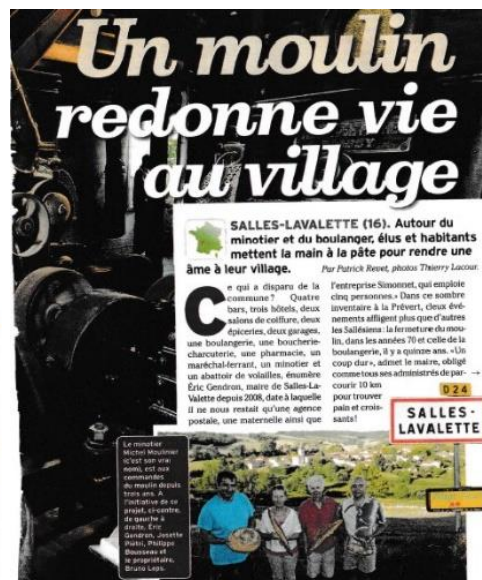 Un moulin
redonne vie
au village
SALLES-LAVALETTE (16). Autour du
minotier et du boulanger, élus et habitants
mettent la main à la pâte pour rendre une
âme à leur village.
Par Patrick Revet, photos Thierry Lacour.
Ce qui a disparu de la
commune ? Quatre
bars, trois hôtels, deux
salons de coiffure, deux
épiceries, deux garages,
une boulangerie, une boucherie-
charcuterie, une pharmacie, un
maréchal-ferrant, un minotier et
un abattoir de volailles, énumère
Éric Gendron, maire de Salles-La-
Valette depuis 2008, date à laquelle
il ne nous restait qu'une agence
postale, une maternelle ainsi que
l'entreprise Simonnet, qui emploie
cinq personnes.» Dans ce sombre
inventaire à la Prévert, deux évé-
nements affligent plus que d'autres
les Sallésiens : la fermeture du mou-
lin, dans les années 70 et celle de la
boulangerie, il y a quinze ans. «Un
coup dur», admet le maire, obligé
comme tous ses administrés de par-
courir 10 km
pour trouver
pain et crois-
sants!
→
D 24
SALLES-
LAVALETTE
Le minotier
Michel Moulinier
(c'est son vrai
nom), est aux
commandes
du moulin depuis
trois ans. À
l'initiative de ce
projet, ci-contre,
de gauche à
droite, Éric
Gendron, Josette
Philippe
Bousseau et
le propriétaire,
Bruno Leps.